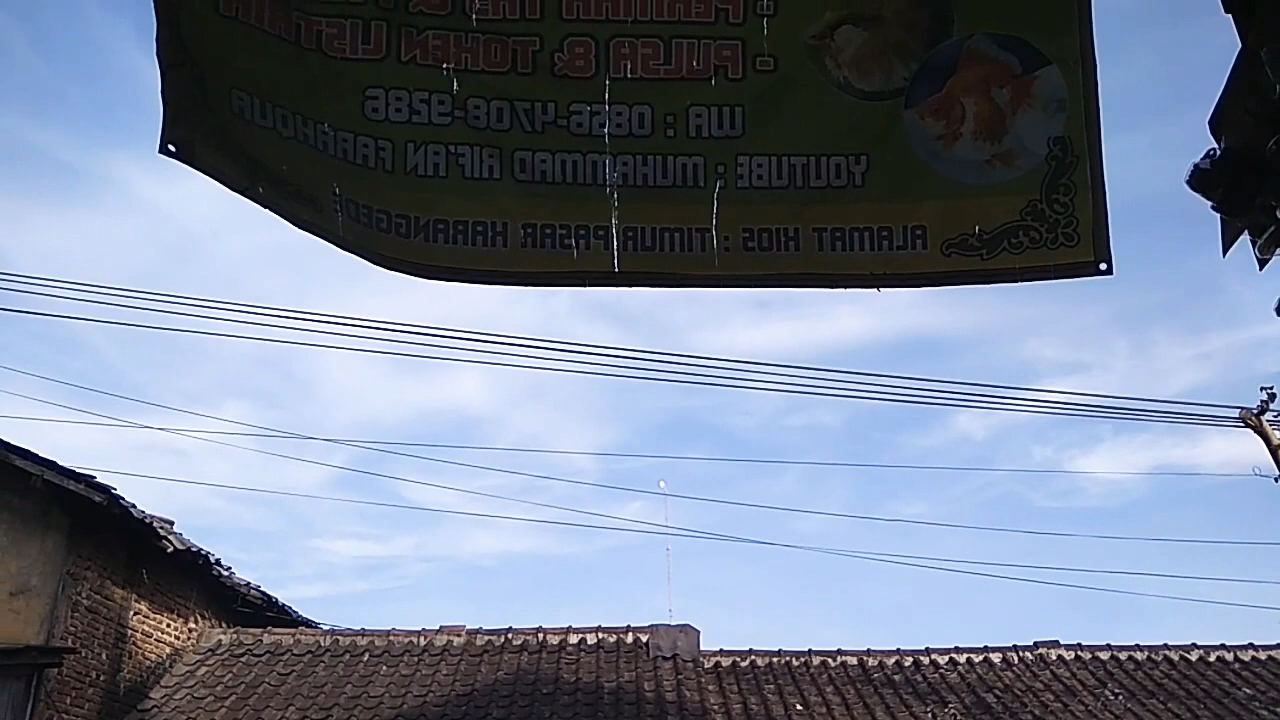 - PULSA & TOKEN LISTRIK
WA : 0856-4708-9286
YOUTUBE : MUHAMMAD RIF'AN FARAHQUA
ALAMAT KIOS : TIMUR PASAR KARANGGEDE